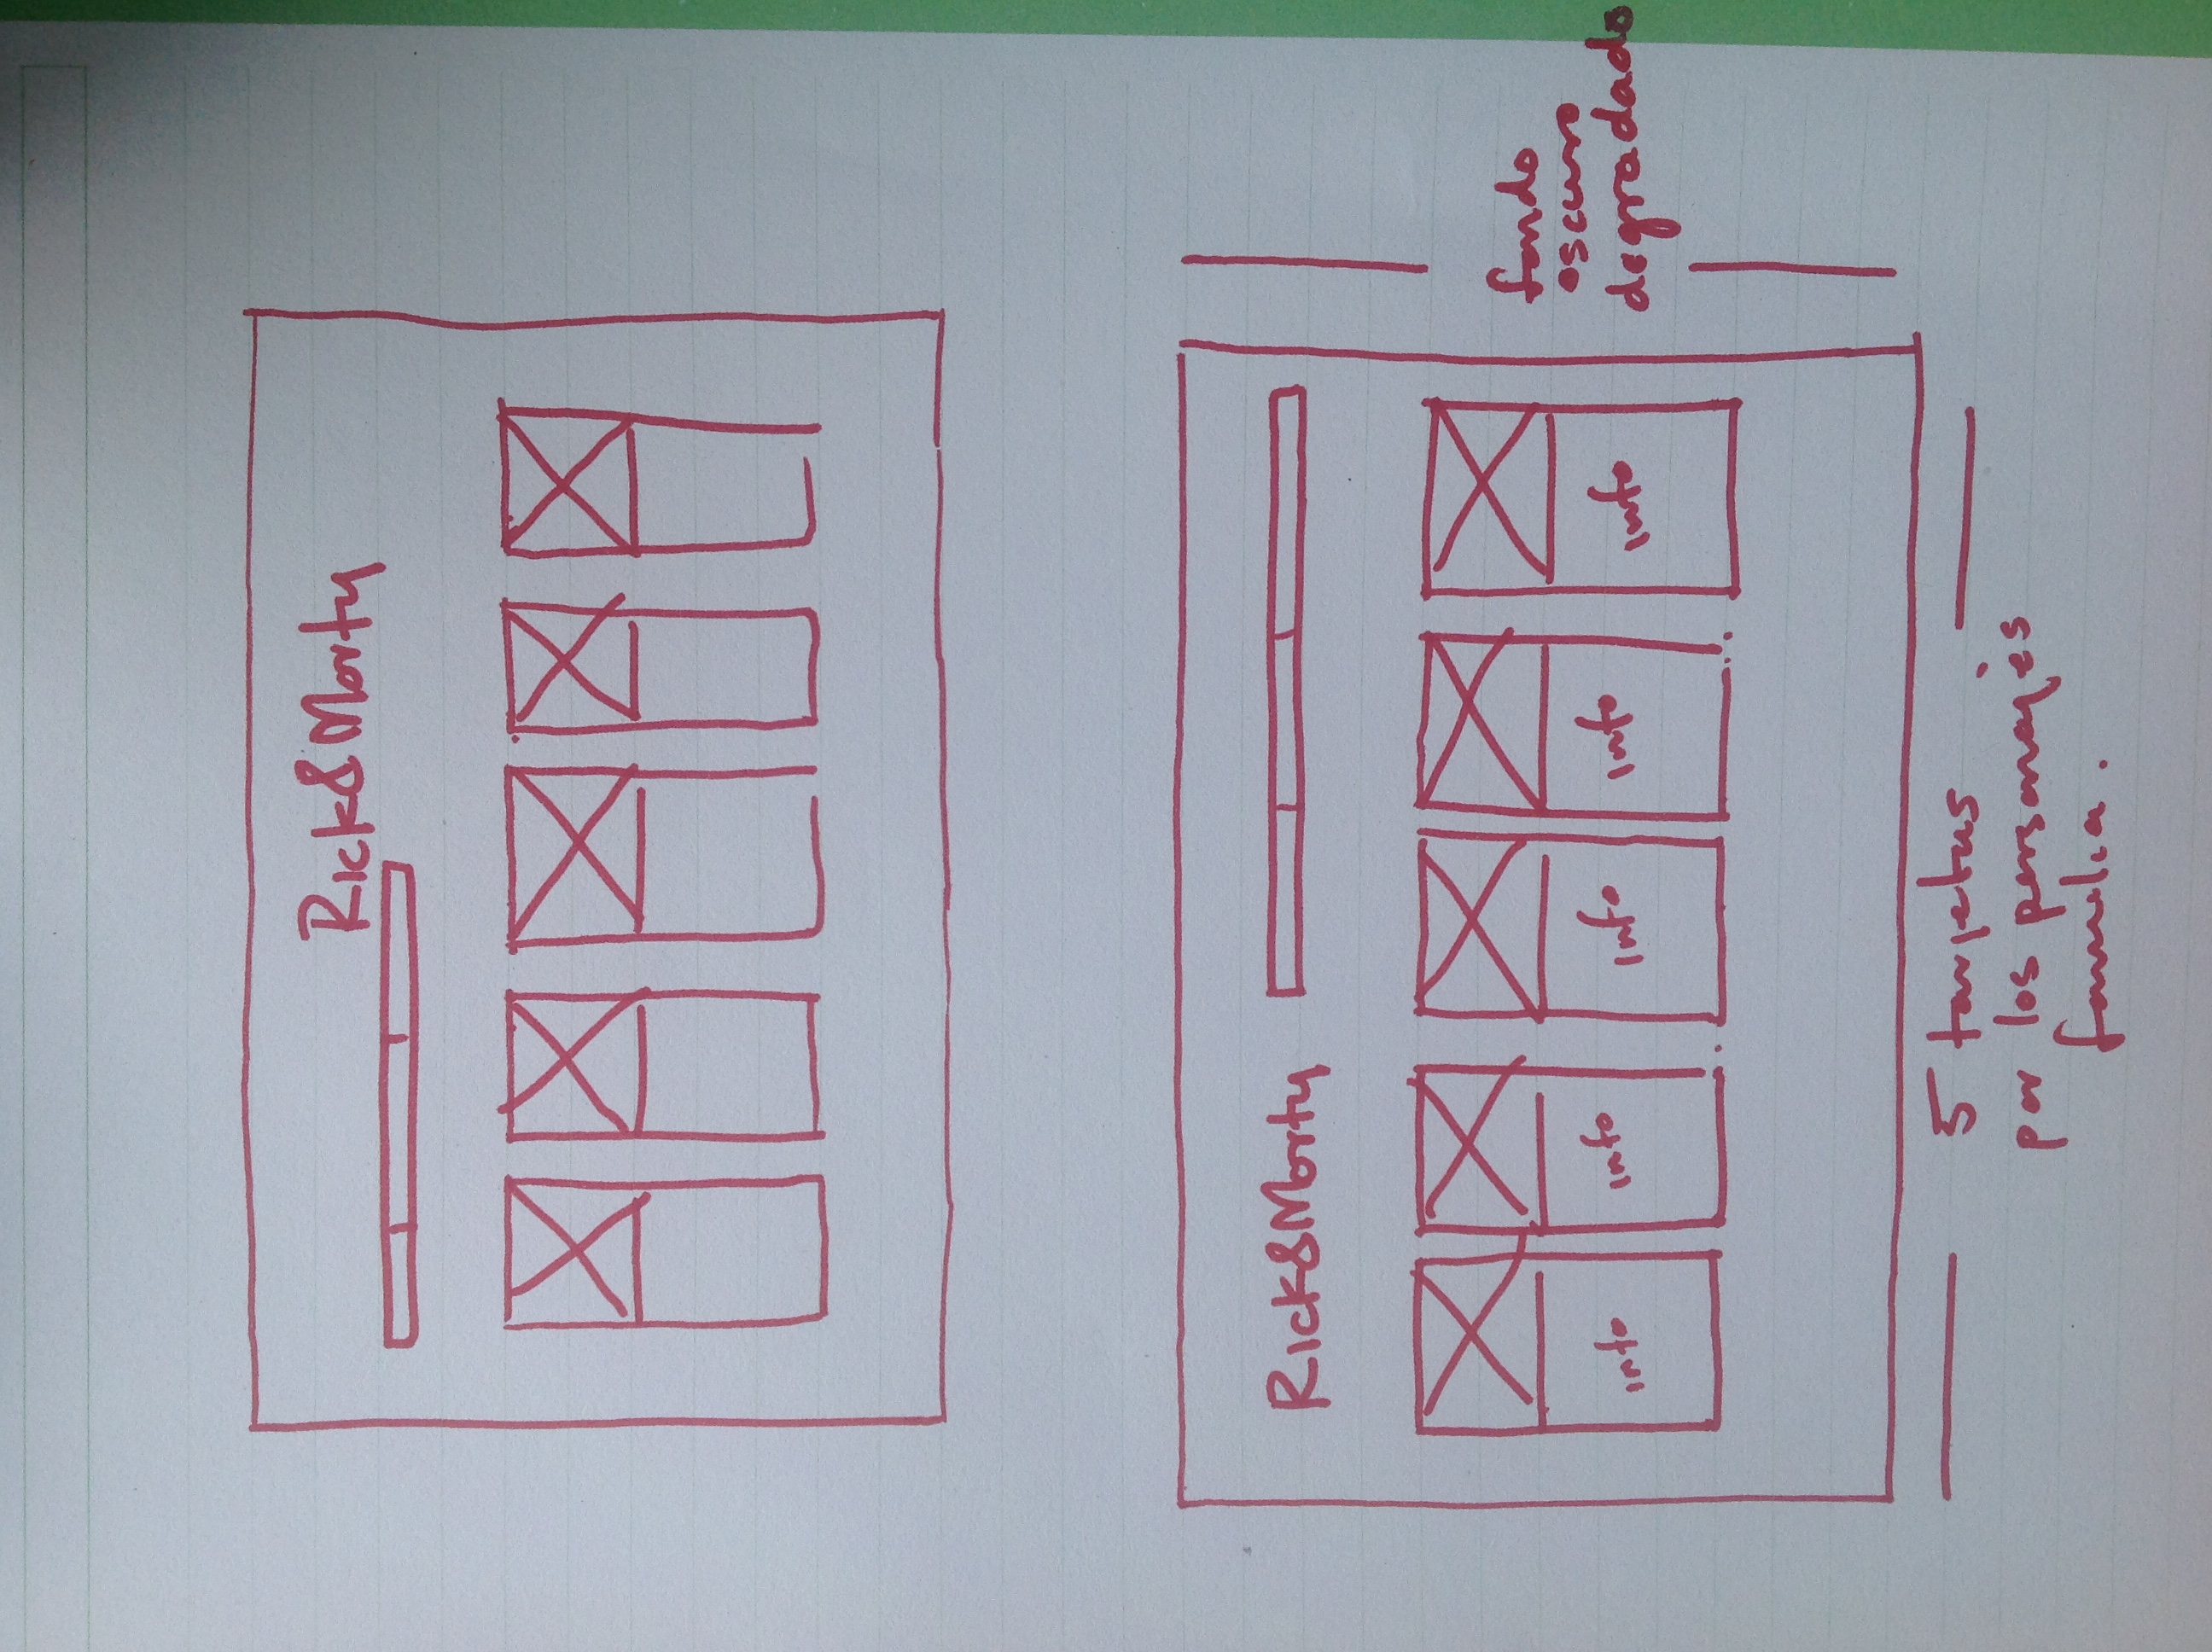 Rick&Morty
Rick&Morty
info
info
info
info
info
fondo
oscuro
degradado
5 tarjetas
por los personajes
familia.